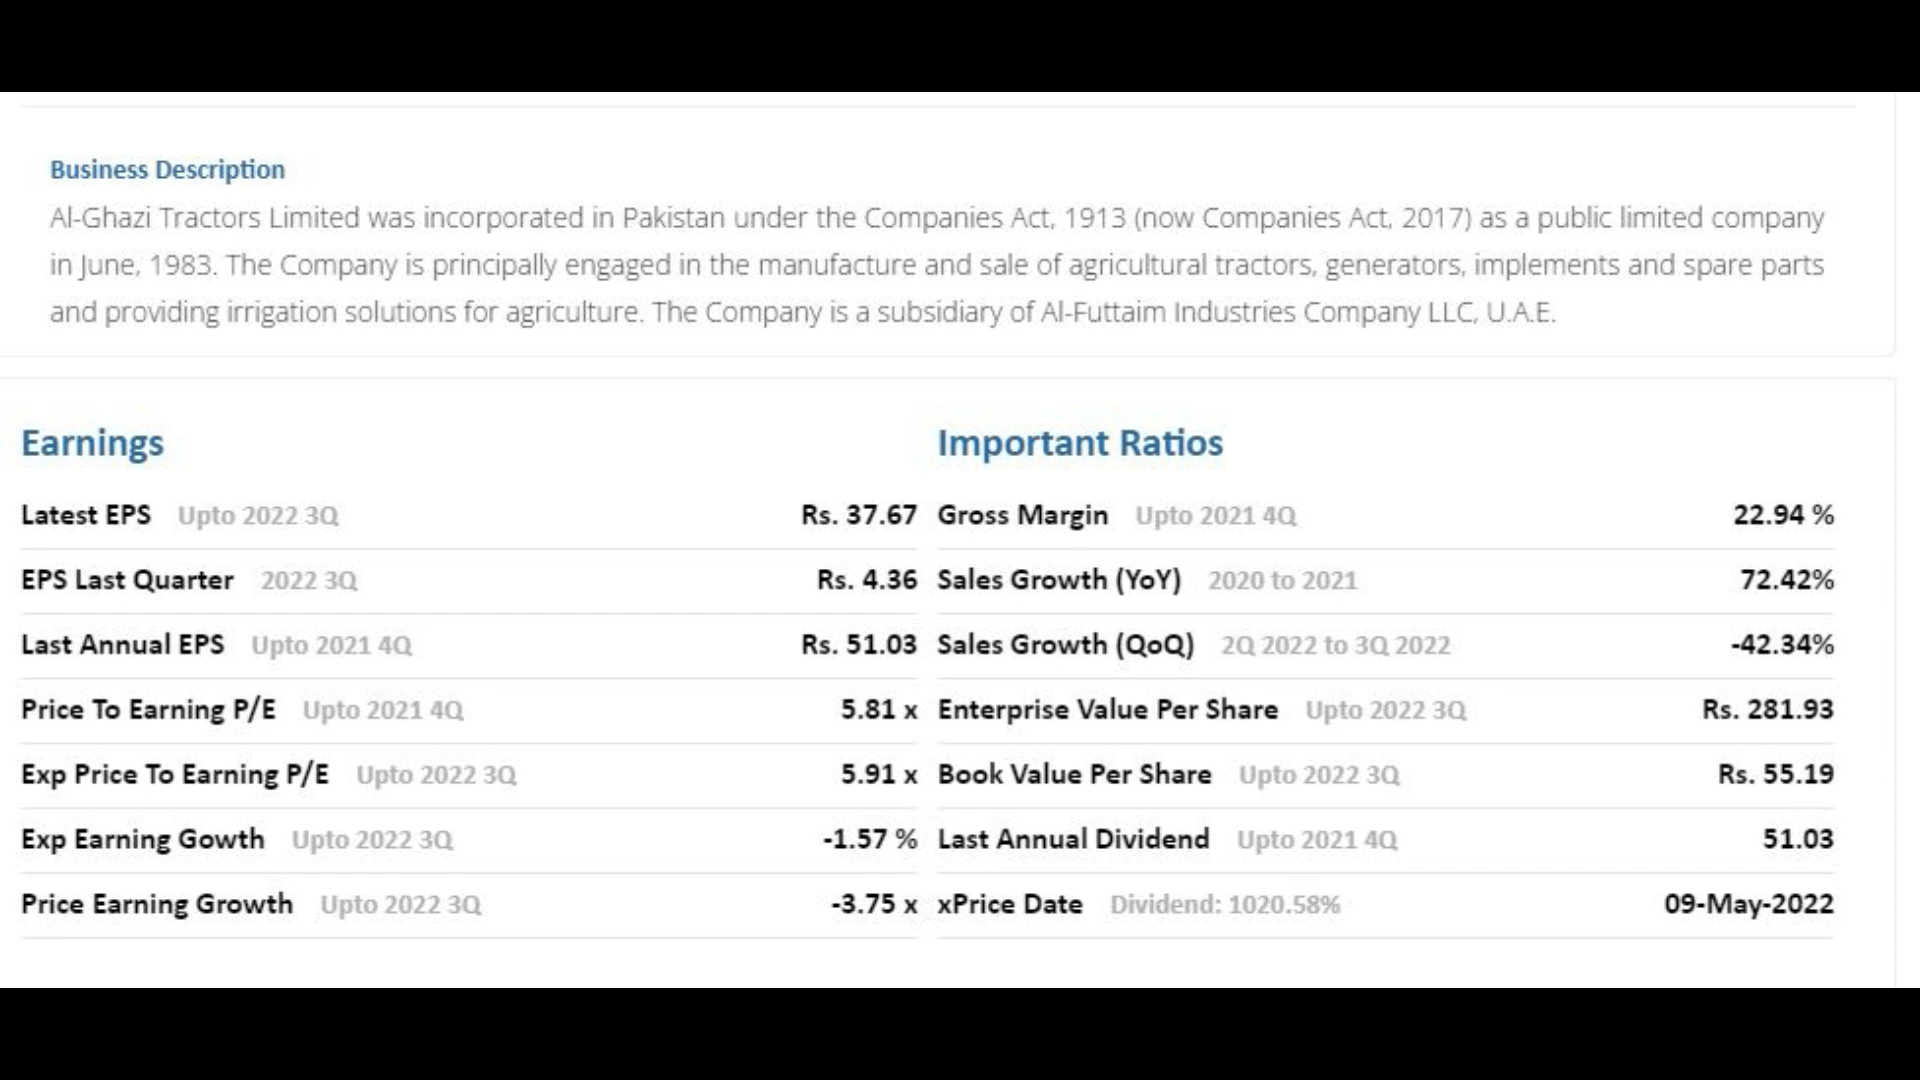 Business Description
Al-Ghazi Tractors Limited was incorporated in Pakistan under the Companies Act, 1913 (now Companies Act, 2017) as a public limited company
in June, 1983. The Company is principally engaged in the manufacture and sale of agricultural tractors, generators, implements and spare parts
and providing irrigation solutions for agriculture. The Company is a subsidiary of Al-Futtaim Industries Company LLC, U.A.E.
Earnings
Latest EPS Upto 2022 3Q Rs. 37.67
EPS Last Quarter 2022 3Q Rs. 4.36
Last Annual EPS Upto 2021 4Q Rs. 51.03
Price To Earning P/E Upto 2021 4Q 5.81 x
Exp Price To Earning P/E Upto 2022 3Q 5.91 x
Exp Earning Gowth Upto 2022 3Q -1.57 %
Price Earning Growth Upto 2022 3Q -3.75 x
Important Ratios
Gross Margin Upto 2021 4Q 22.94 %
Sales Growth (YoY) 2020 to 2021 72.42%
Sales Growth (QoQ) 2Q 2022 to 3Q 2022 -42.34%
Enterprise Value Per Share Upto 2022 3Q Rs. 281.93
Book Value Per Share Upto 2022 3Q Rs. 55.19
Last Annual Dividend Upto 2021 4Q 51.03
xPrice Date Dividend: 1020.58% 09-May-2022